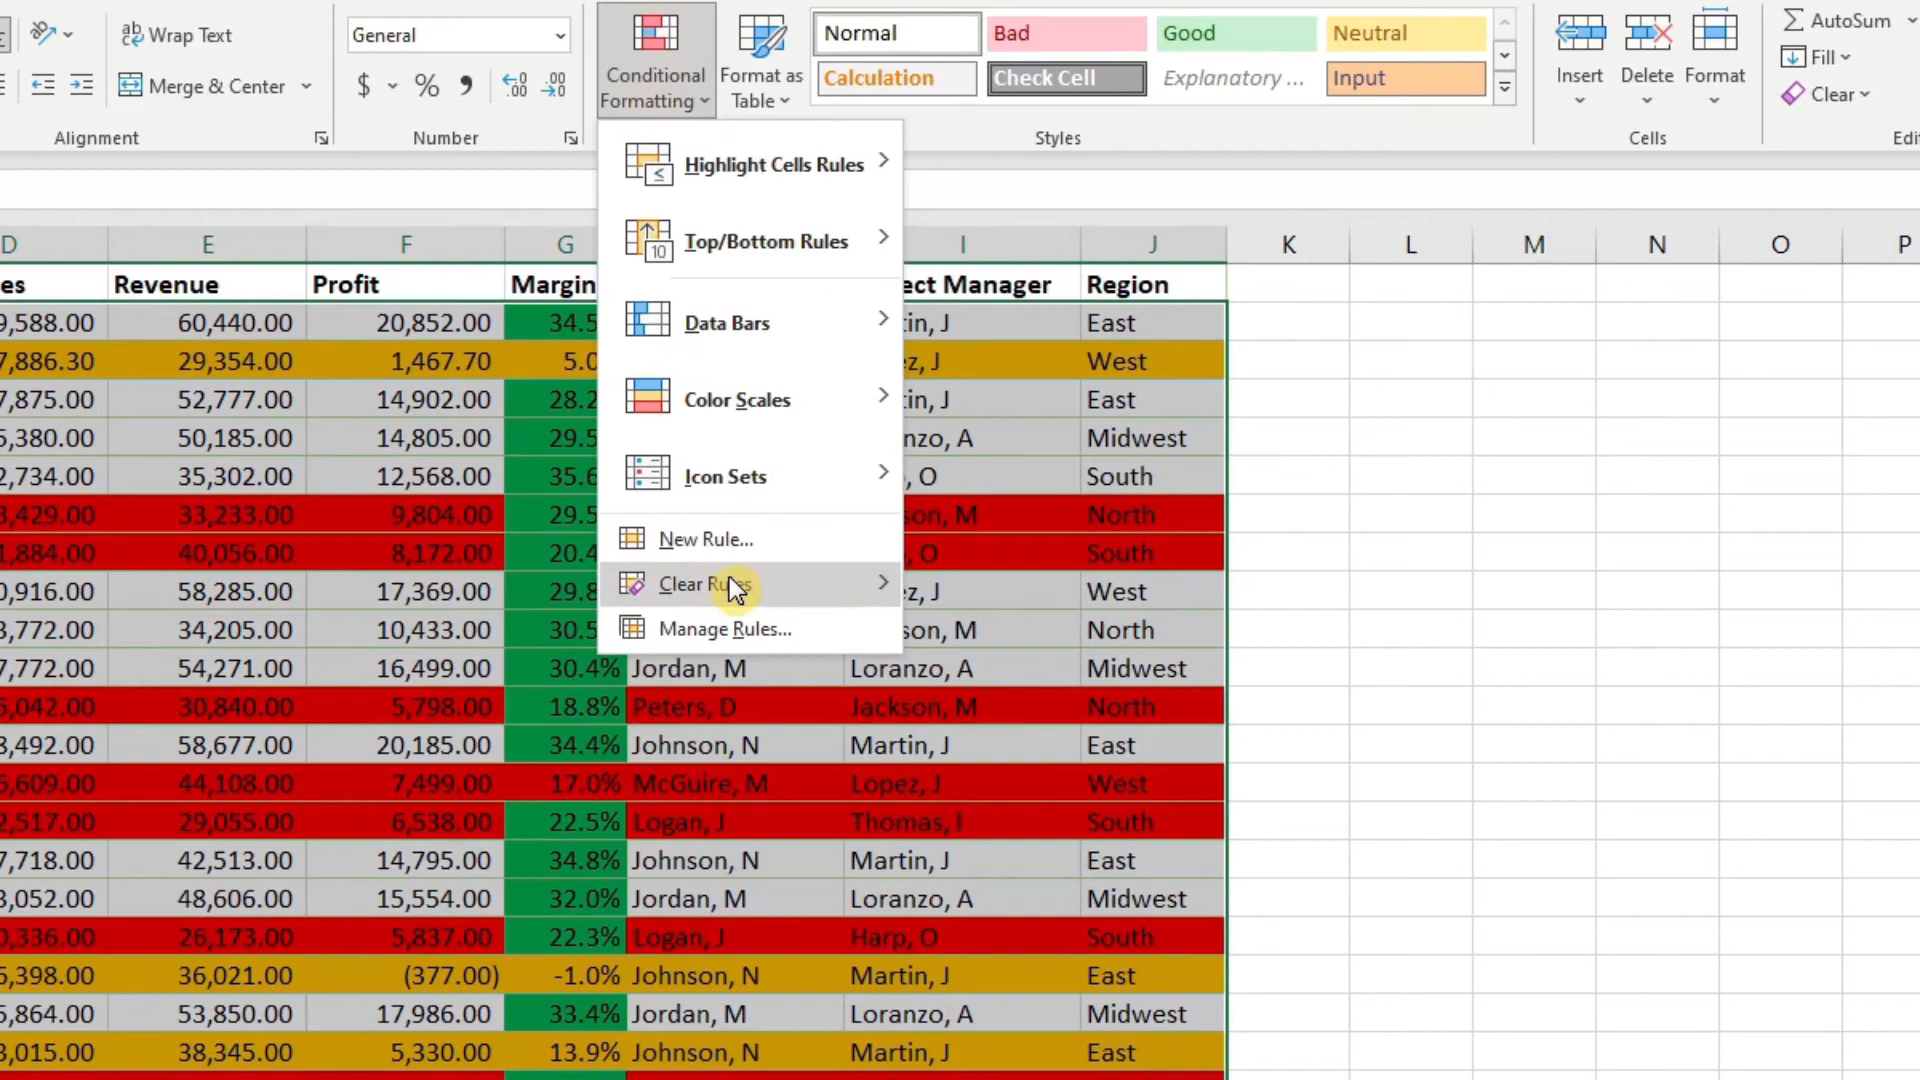 Wrap Text
General
Merge & Center
$ % 
Alignment
Number
Conditional Formatting
Format as Table
Normal
Bad
Good
Neutral
Calculation
Check Cell
Explanatory ...
Input
Styles
Insert
Delete
Format
Cells
AutoSum
Fill
Clear
Edi
Highlight Cells Rules
Top/Bottom Rules
Data Bars
Color Scales
Icon Sets
New Rule...
Clear Rules
Manage Rules...
D E F G I J K L M N O P
es Revenue Profit Margin ect Manager Region
9,588.00 60,440.00 20,852.00 34.5 tin, J East
7,886.30 29,354.00 1,467.70 5.0 ez, J West
7,875.00 52,777.00 14,902.00 28.2 tin, J East
5,380.00 50,185.00 14,805.00 29.5 nzo, A Midwest
2,734.00 35,302.00 12,568.00 35.6 , O South
3,429.00 33,233.00 9,804.00 29.5 son, M North
1,884.00 40,056.00 8,172.00 20.4 , O South
0,916.00 58,285.00 17,369.00 29.8 ez, J West
3,772.00 34,205.00 10,433.00 30.5 son, M North
7,772.00 54,271.00 16,499.00 30.4% Jordan, M Loranzo, A Midwest
5,042.00 30,840.00 5,798.00 18.8% Peters, D Jackson, M North
8,492.00 58,677.00 20,185.00 34.4% Johnson, N Martin, J East
6,609.00 44,108.00 7,499.00 17.0% McGuire, M Lopez, J West
2,517.00 29,055.00 6,538.00 22.5% Logan, J Thomas, I South
7,718.00 42,513.00 14,795.00 34.8% Johnson, N Martin, J East
3,052.00 48,606.00 15,554.00 32.0% Jordan, M Loranzo, A Midwest
0,336.00 26,173.00 5,837.00 22.3% Logan, J Harp, O South
6,398.00 36,021.00 (377.00) -1.0% Johnson, N Martin, J East
5,864.00 53,850.00 17,986.00 33.4% Jordan, M Loranzo, A Midwest
3,015.00 38,345.00 5,330.00 13.9% Johnson, N Martin, J East